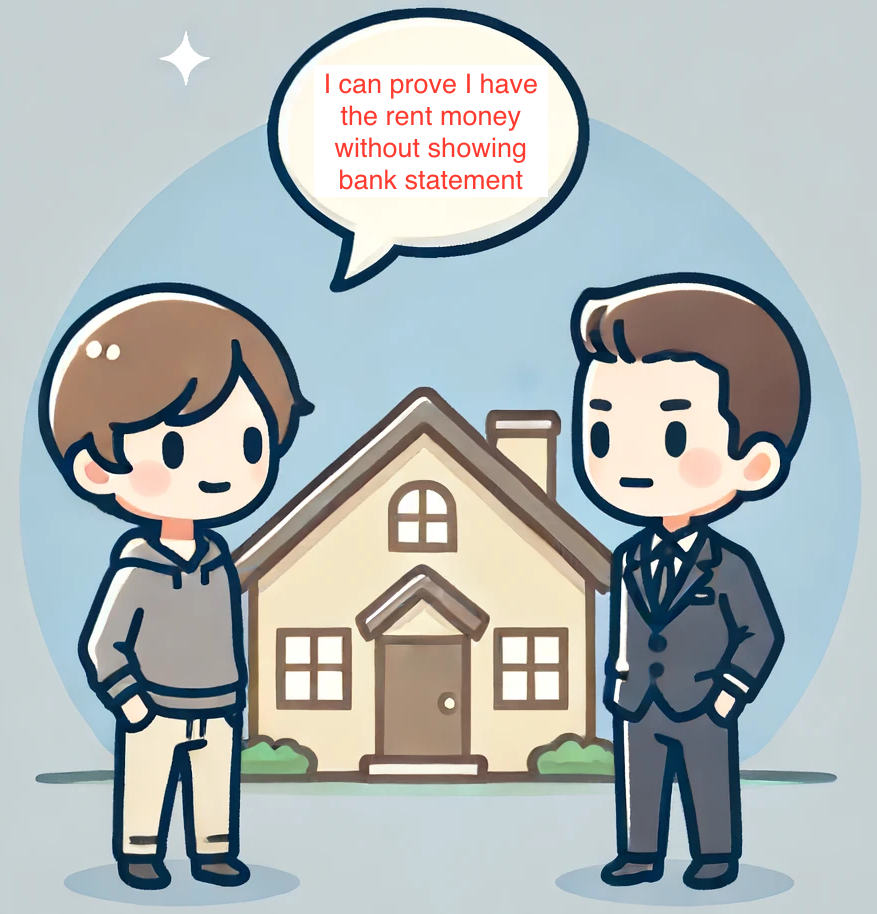 I can prove I have
the rent money
without showing
bank statement